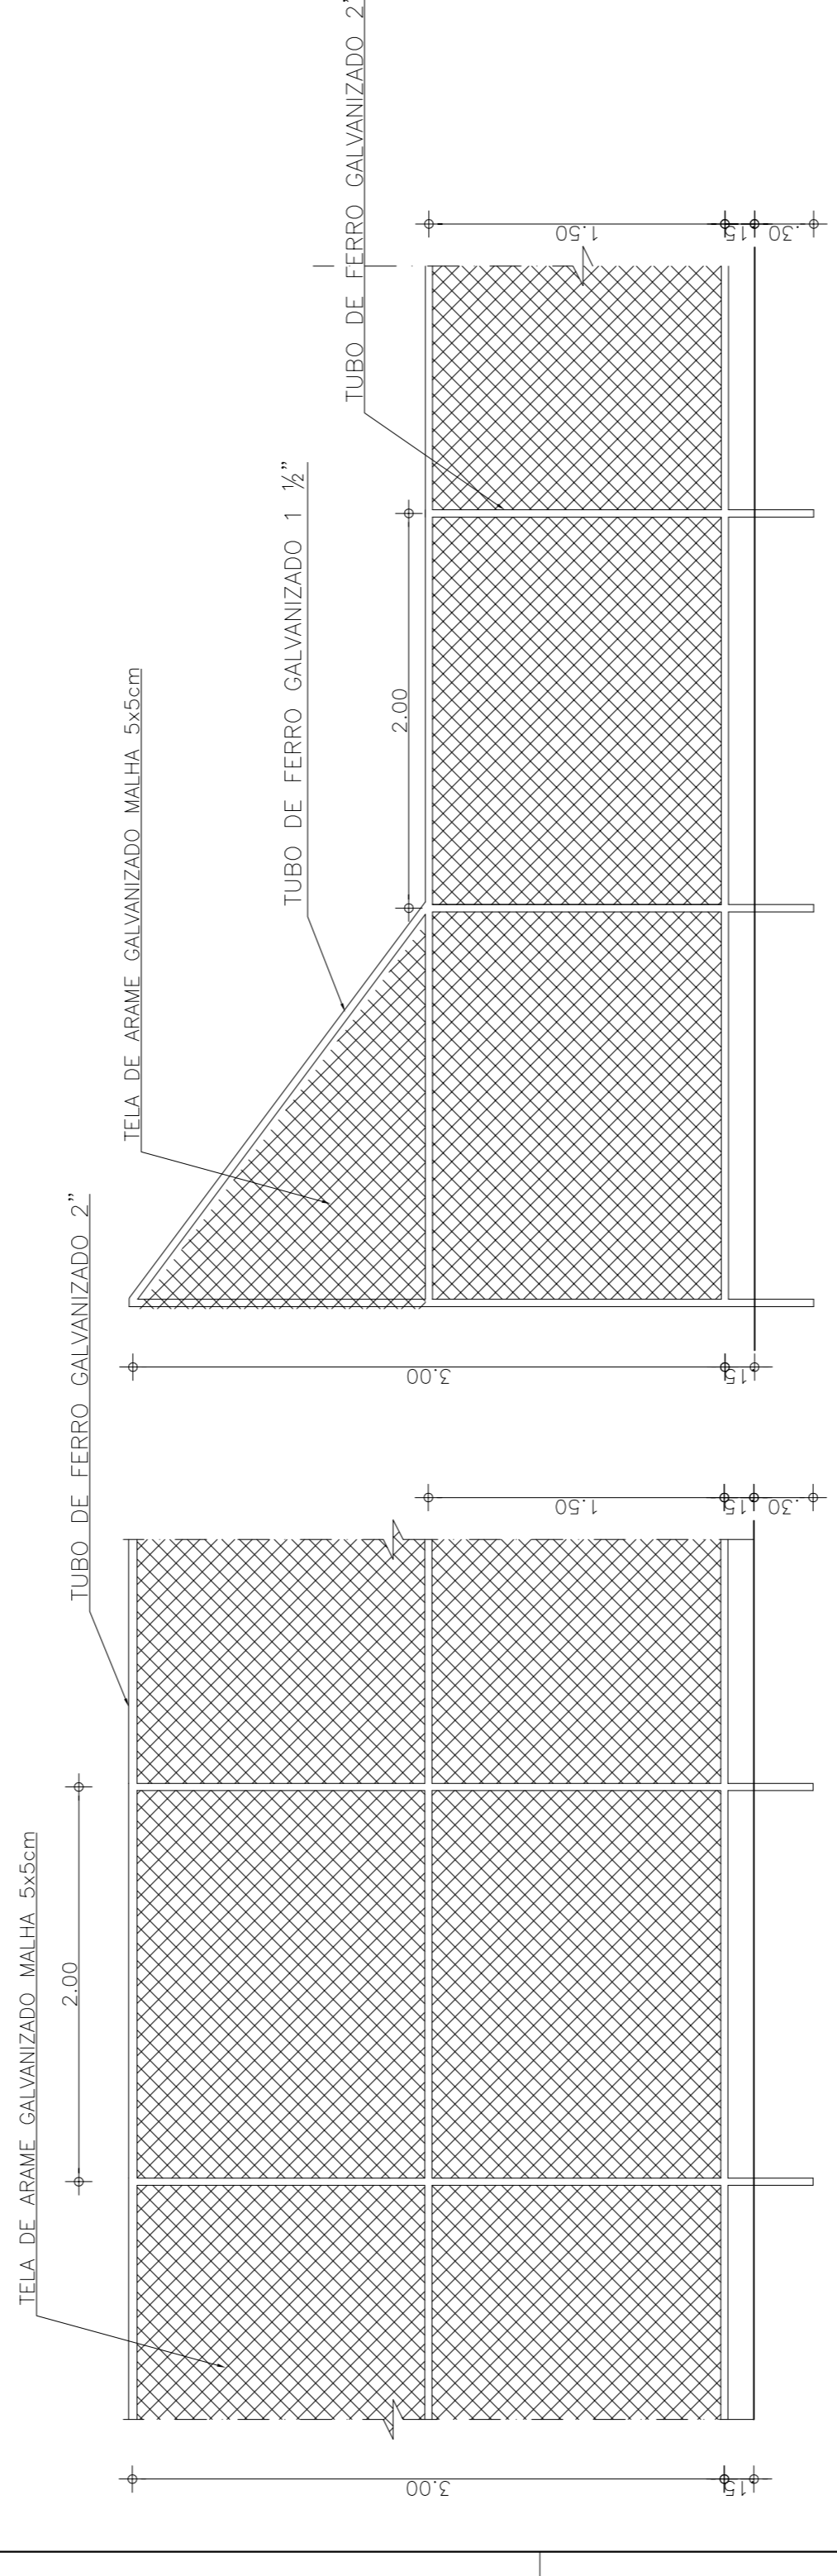 TELA DE ARAME GALVANIZADO MALHA 5x5cm
TUBO DE FERRO GALVANIZADO 2"
2.00
3.00
.15
1.50
.15
.30
TELA DE ARAME GALVANIZADO MALHA 5x5cm
TUBO DE FERRO GALVANIZADO 1 ½"
TUBO DE FERRO GALVANIZADO 2"
2.00
3.00
.15
1.50
.15
.30